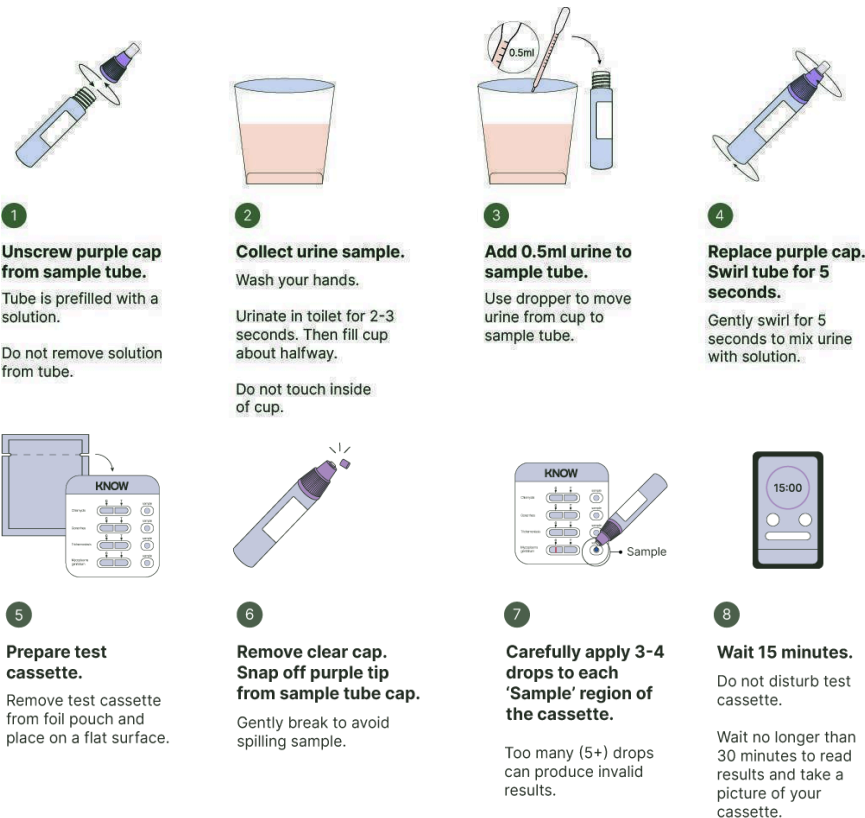 0.5ml
1
Unscrew purple cap
from sample tube.
Tube is prefilled with a
solution.
Do not remove solution
from tube.
2
Collect urine sample.
Wash your hands.
Urinate in toilet for 2-3
seconds. Then fill cup
about halfway.
Do not touch inside
of cup.
3
Add 0.5ml urine to
sample tube.
Use dropper to move
urine from cup to
sample tube.
4
Replace purple cap.
Swirl tube for 5
seconds.
Gently swirl for 5
seconds to mix urine
with solution.
KNOW
5
Prepare test
cassette.
Remove test cassette
from foil pouch and
place on a flat surface.
6
Remove clear cap.
Snap off purple tip
from sample tube cap.
Gently break to avoid
spilling sample.
KNOW
Sample
7
Carefully apply 3-4
drops to each
‘Sample’ region of
the cassette.
Too many (5+) drops
can produce invalid
results.
15:00
8
Wait 15 minutes.
Do not disturb test
cassette.
Wait no longer than
30 minutes to read
results and take a
picture of your
cassette.